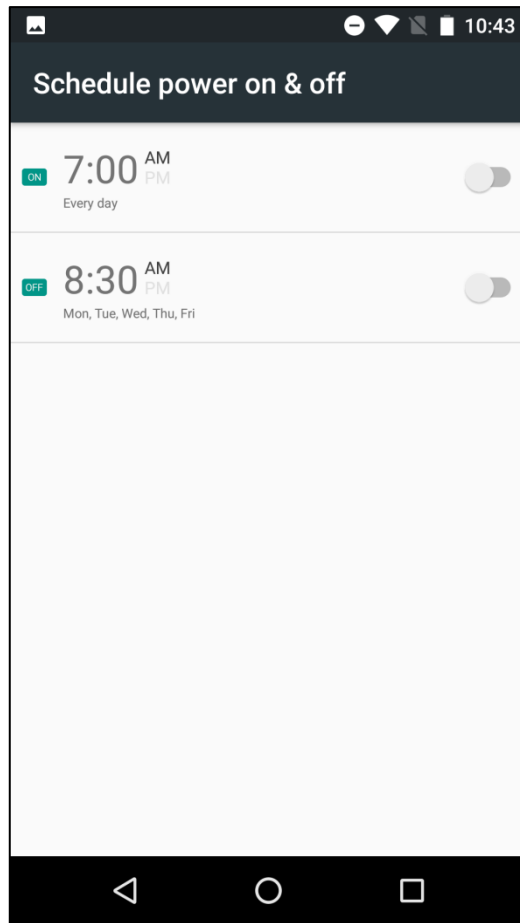 10:43
Schedule power on & off
ON 7:00 AM
PM
Every day
OFF 8:30 AM
PM
Mon, Tue, Wed, Thu, Fri